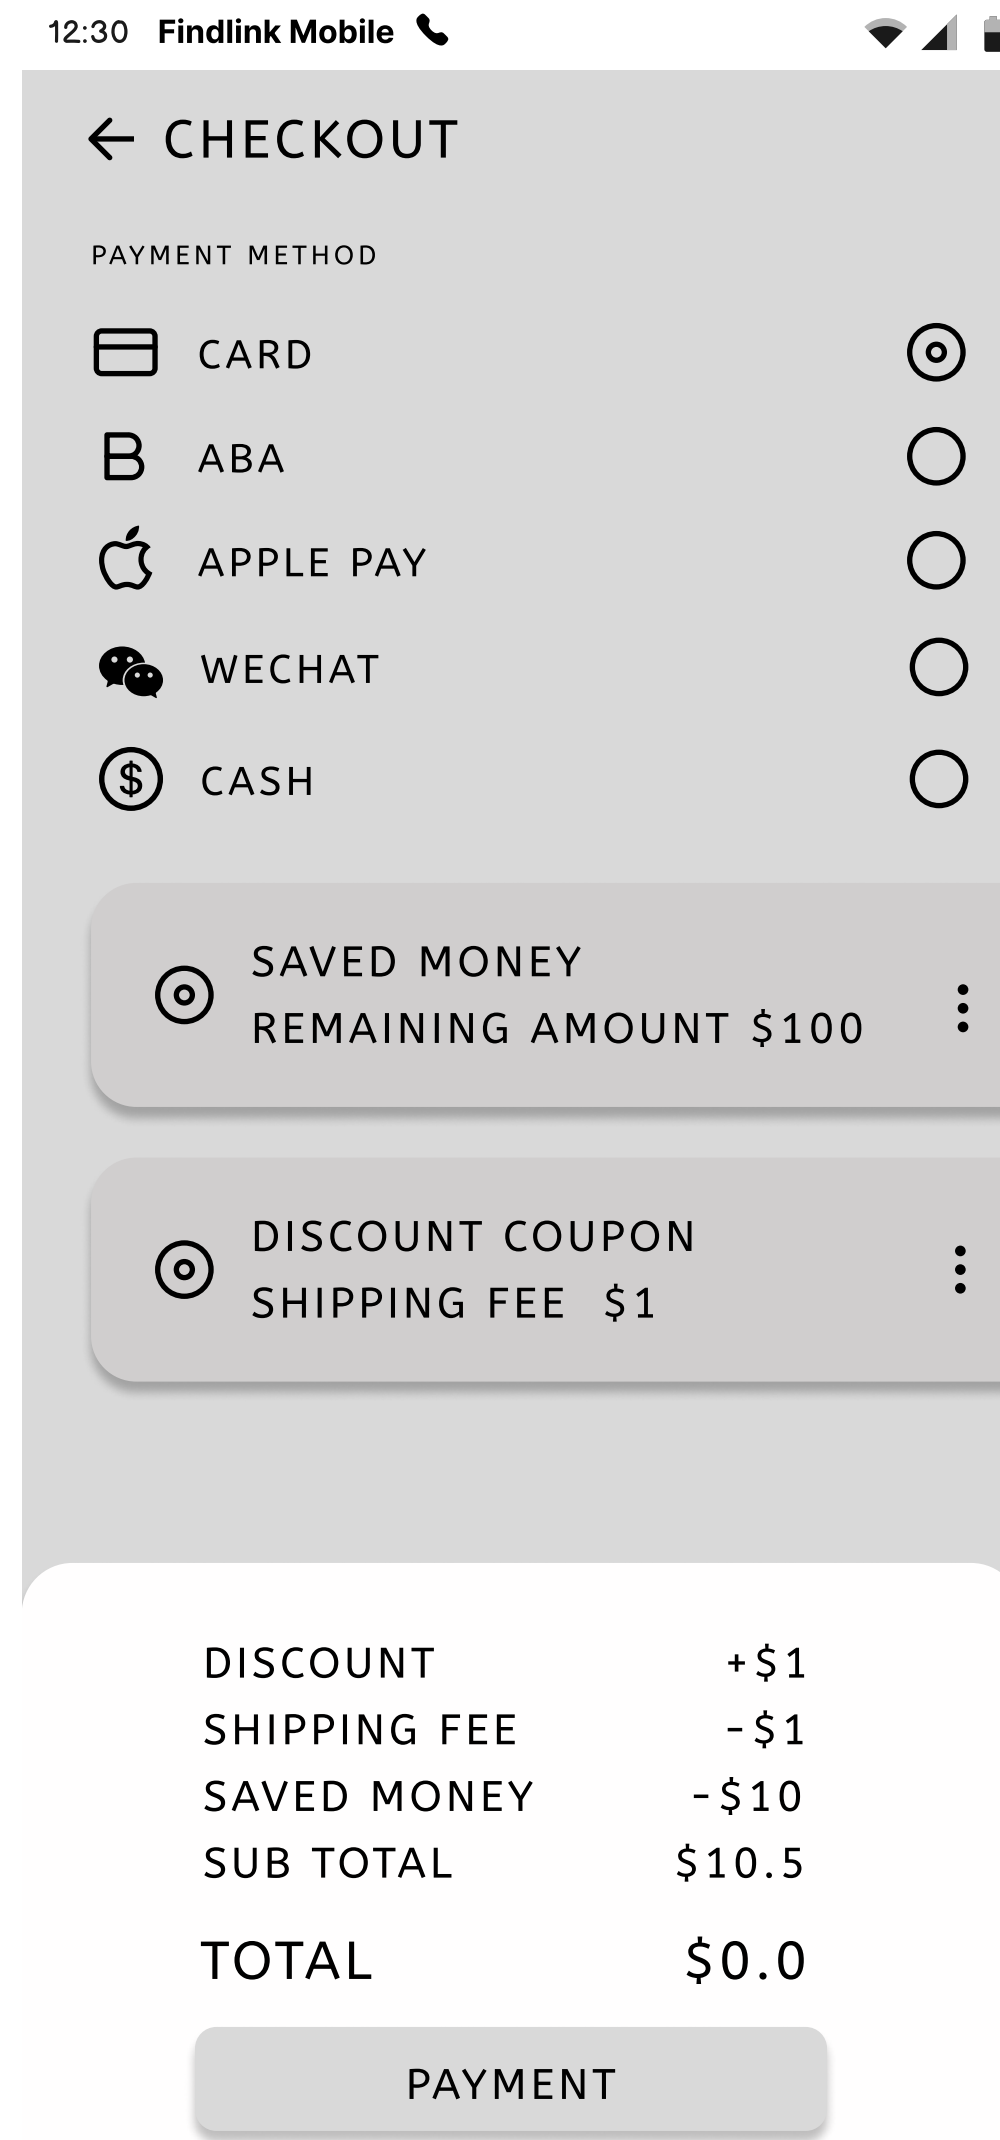 12:30 Findlink Mobile
CHECKOUT
PAYMENT METHOD
CARD
ABA
APPLE PAY
WECHAT
CASH
SAVED MONEY
REMAINING AMOUNT $100
DISCOUNT COUPON
SHIPPING FEE $1
DISCOUNT +$1
SHIPPING FEE -$1
SAVED MONEY -$10
SUB TOTAL $10.5
TOTAL $0.0
PAYMENT